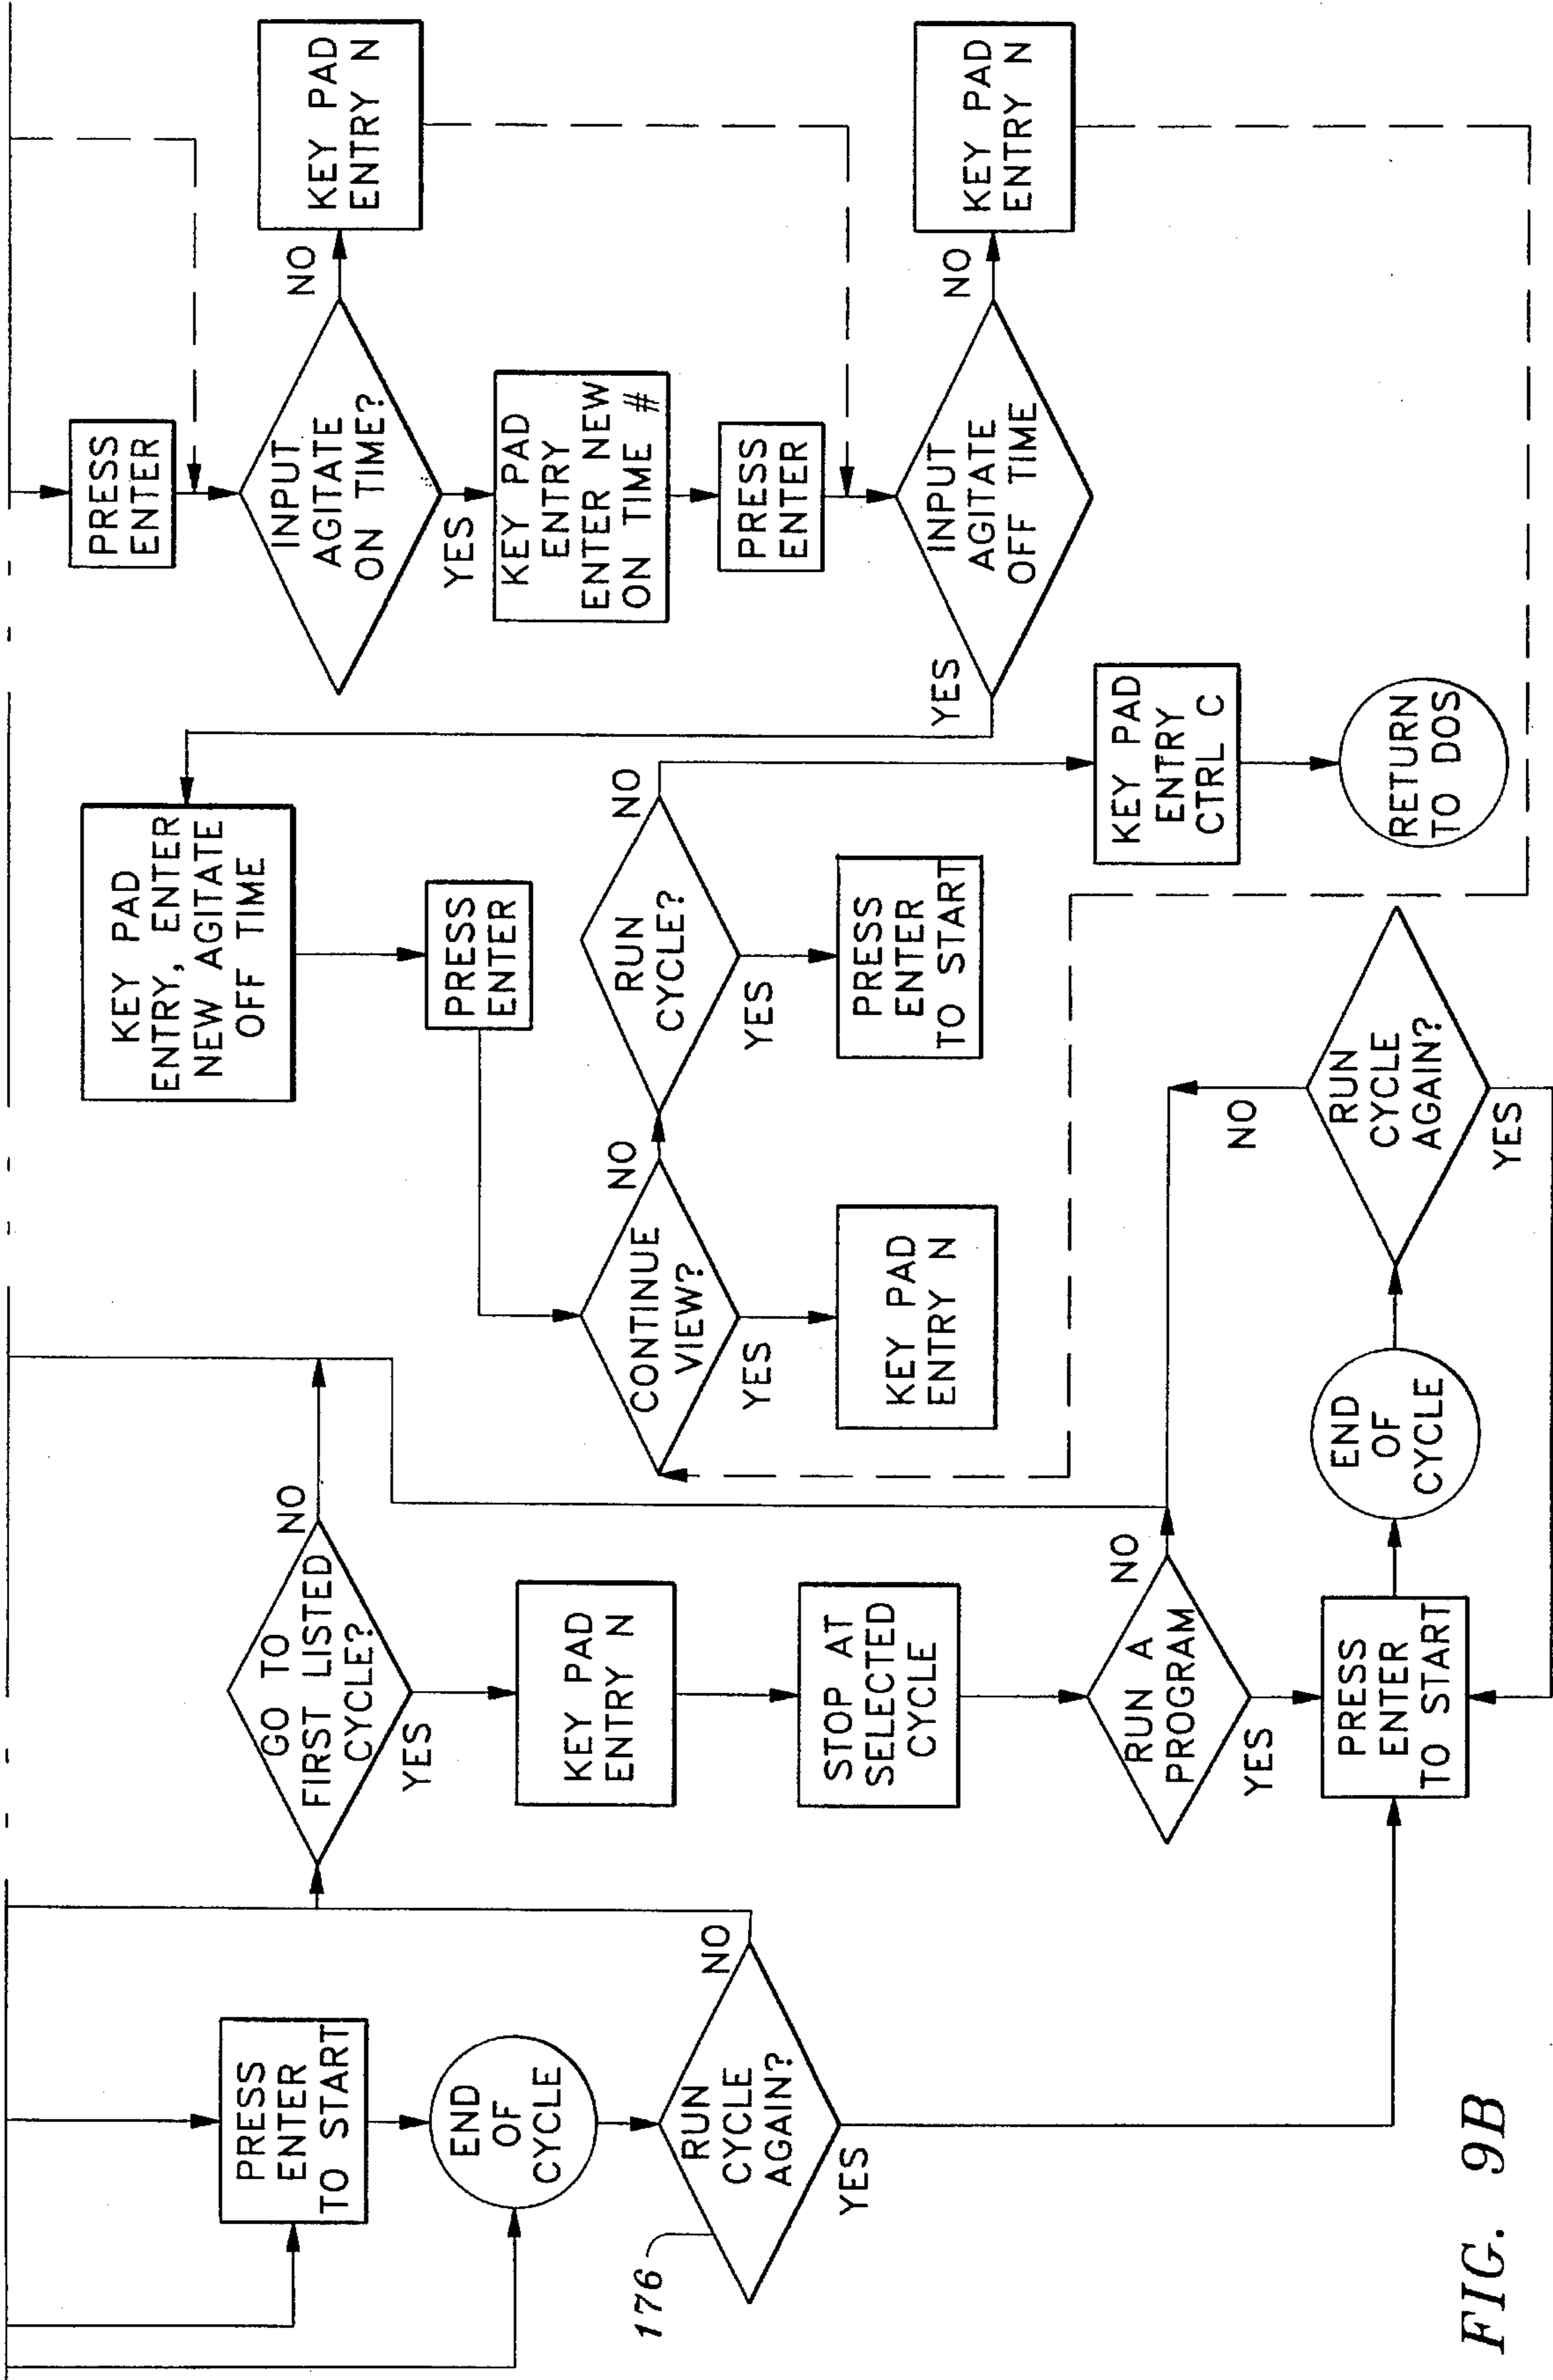 PRESS
ENTER
TO START
END
OF
CYCLE
RUN
CYCLE
AGAIN?
NO
YES
176
GO TO
FIRST LISTED
CYCLE?
NO
YES
KEY PAD
ENTRY N
STOP AT
SELECTED
CYCLE
RUN A
PROGRAM
NO
YES
PRESS
ENTER
TO START
END
OF
CYCLE
RUN
CYCLE
AGAIN?
NO
YES
KEY PAD
ENTRY, ENTER
NEW AGITATE
OFF TIME
PRESS
ENTER
CONTINUE
VIEW?
NO
YES
KEY PAD
ENTRY N
RUN
CYCLE?
NO
YES
PRESS
ENTER
TO START
KEY PAD
ENTRY
CTRL C
RETURN
TO DOS
PRESS
ENTER
INPUT
AGITATE
ON TIME?
NO
KEY PAD
ENTRY N
YES
KEY PAD
ENTRY
ENTER NEW
ON TIME #
PRESS
ENTER
INPUT
AGITATE
OFF TIME
NO
KEY PAD
ENTRY N
YES
FIG. 9B